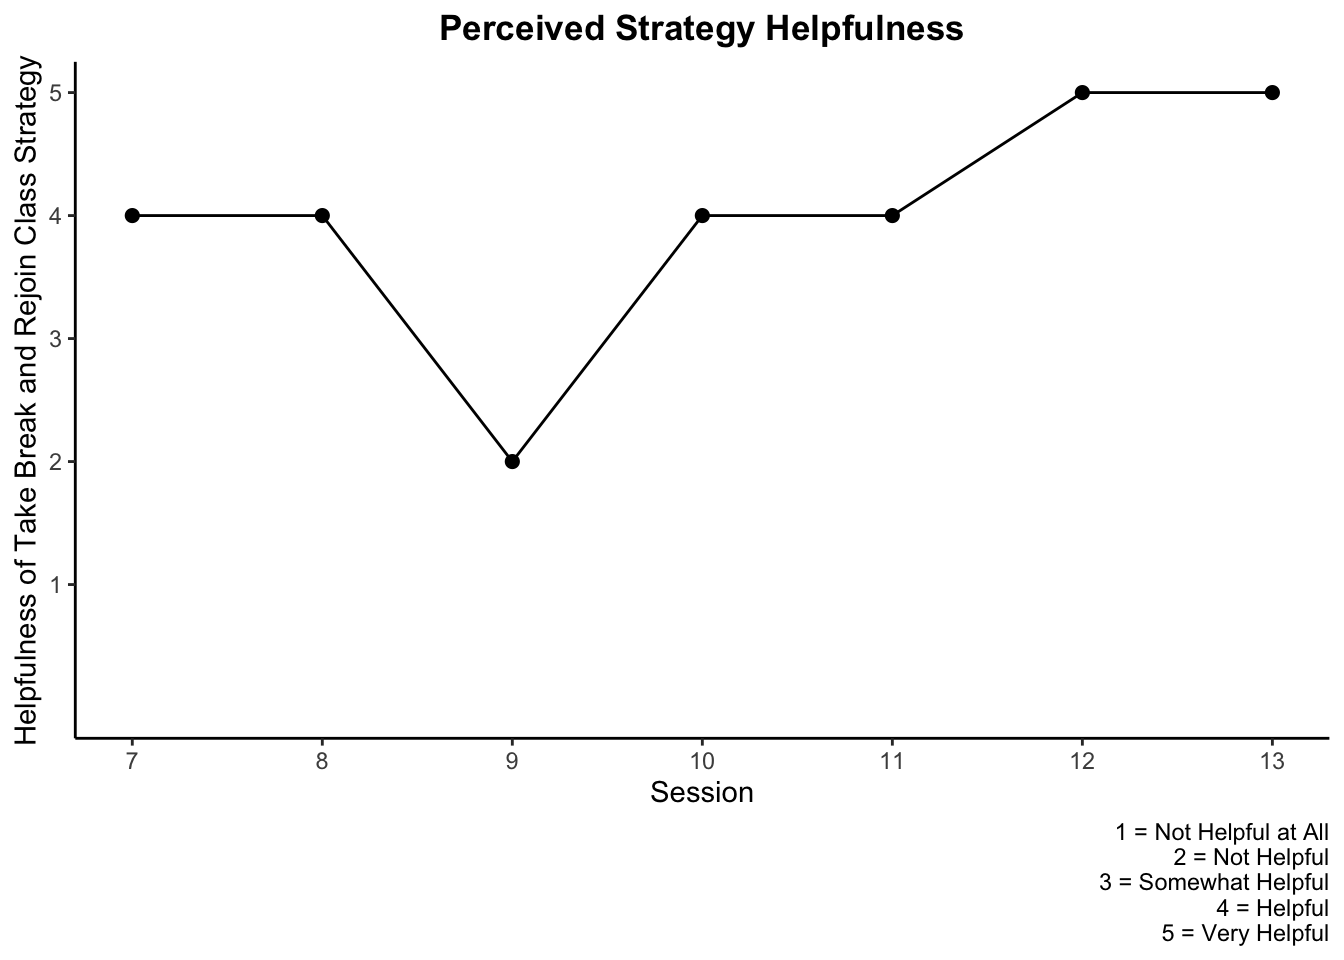 Perceived Strategy Helpfulness
Helpfulness of Take Break and Rejoin Class Strategy
5
4
3
2
1
7 8 9 10 11 12 13
Session
1 = Not Helpful at All
2 = Not Helpful
3 = Somewhat Helpful
4 = Helpful
5 = Very Helpful